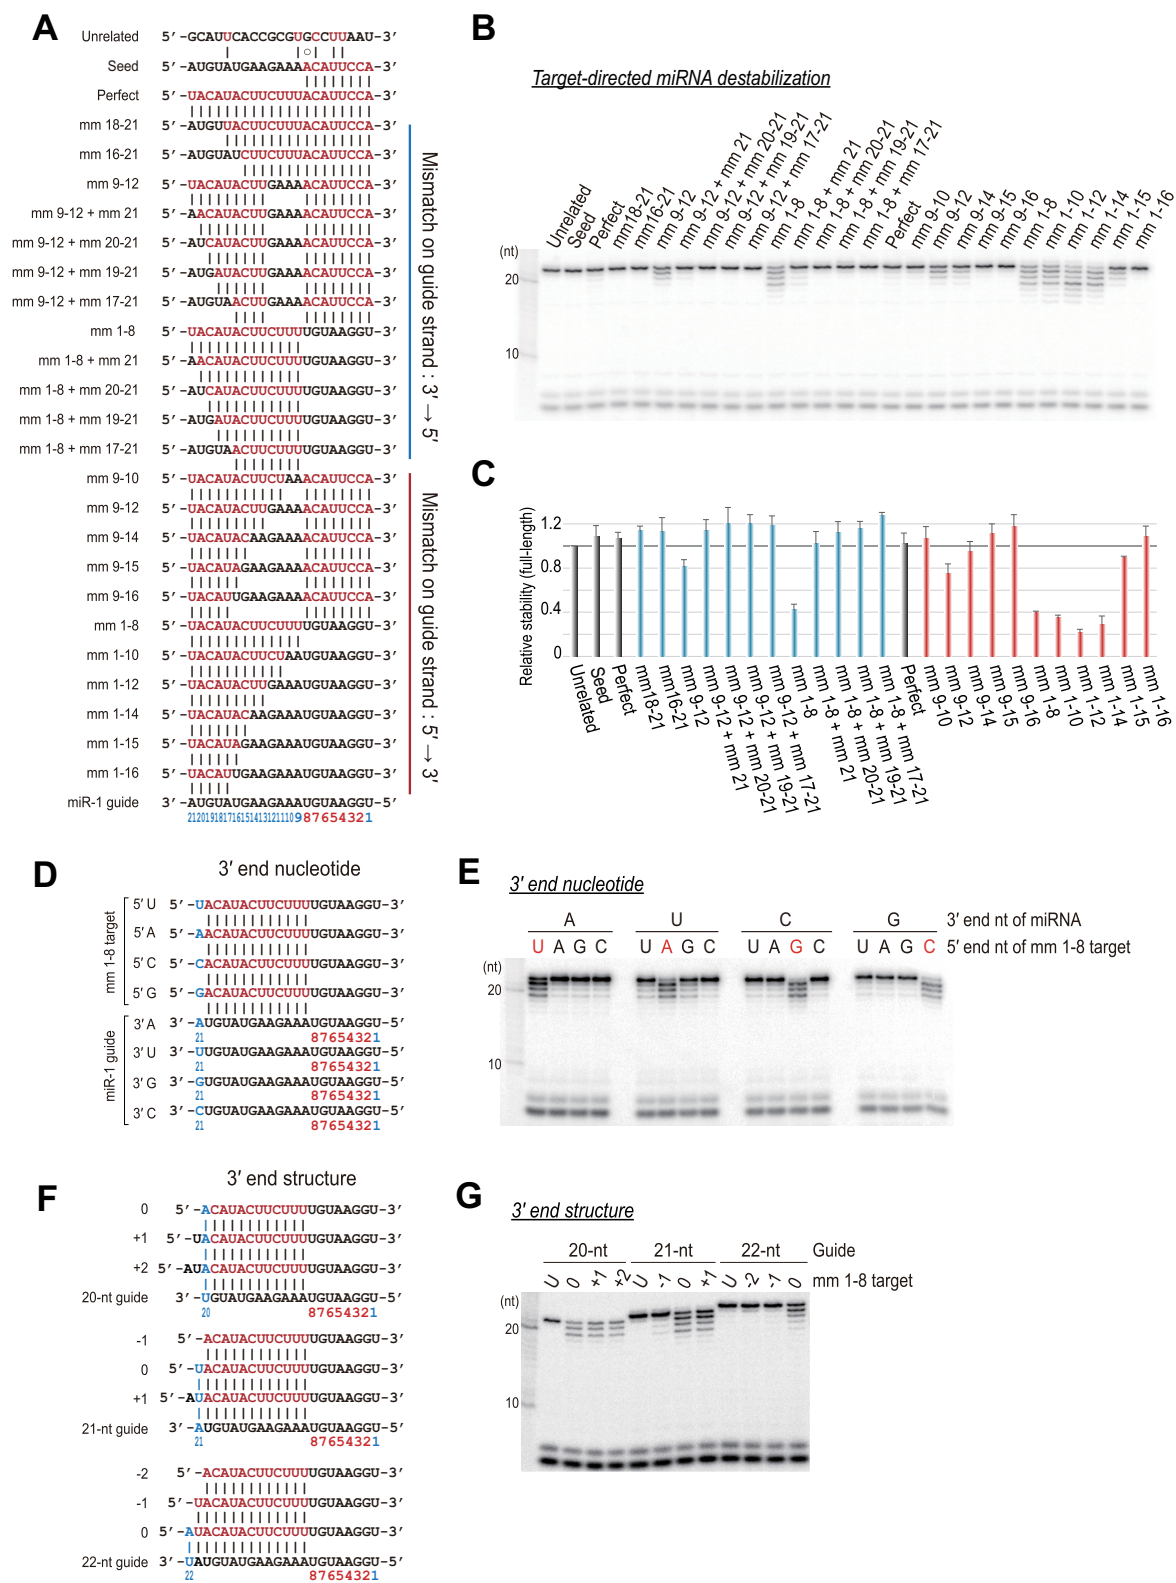 A
Unrelated 5′-GCAUUCACCGCGUGCCUUAAU-3′
Seed 5′-AUGUAUGAAGAAAACAUUCCA-3′
Perfect 5′-UACAUACUUCUUUACAUUCCA-3′
mm 18-21 5′-AUGUUACUUCUUUACAUUCCA-3′
mm 16-21 5′-AUGUAUCUUCUUUACAUUCCA-3′
mm 9-12 5′-UACAUACUUGAAAACAUUCCA-3′
mm 9-12 + mm 21 5′-AACAUACUUGAAAACAUUCCA-3′
mm 9-12 + mm 20-21 5′-AUCAUACUUGAAAACAUUCCA-3′
mm 9-12 + mm 19-21 5′-AUGAUACUUGAAAACAUUCCA-3′
mm 9-12 + mm 17-21 5′-AUGUAACUUGAAAACAUUCCA-3′
mm 1-8 5′-UACAUACUUCUUUUGUAAGGU-3′
mm 1-8 + mm 21 5′-AACAUACUUCUUUUGUAAGGU-3′
mm 1-8 + mm 20-21 5′-AUCAUACUUCUUUUGUAAGGU-3′
mm 1-8 + mm 19-21 5′-AUGAUACUUCUUUUGUAAGGU-3′
mm 1-8 + mm 17-21 5′-AUGUAACUUCUUUUGUAAGGU-3′
mm 9-10 5′-UACAUACUUCUAAACAUUCCA-3′
mm 9-12 5′-UACAUACUUGAAAACAUUCCA-3′
mm 9-14 5′-UACAUACAAGAAAACAUUCCA-3′
mm 9-15 5′-UACAUAGAAGAAAACAUUCCA-3′
mm 9-16 5′-UACAUUGAAGAAAACAUUCCA-3′
mm 1-8 5′-UACAUACUUCUUUUGUAAGGU-3′
mm 1-10 5′-UACAUACUUCUAAUGUAAGGU-3′
mm 1-12 5′-UACAUACUUGAAAUGUAAGGU-3′
mm 1-14 5′-UACAUACAAGAAAUGUAAGGU-3′
mm 1-15 5′-UACAUAGAAGAAAUGUAAGGU-3′
mm 1-16 5′-UACAUUGAAGAAAUGUAAGGU-3′
miR-1 guide 3′-AUGUAUGAAGAAAUGUAAGGU-5′
21201918171615141312111098 7654321
Mismatch on guide strand : 3′ → 5′
Mismatch on guide strand : 5′ → 3′
B
Target-directed miRNA destabilization
Unrelated
Seed
Perfect
mm18-21
mm16-21
mm 9-12
mm 9-12 + mm 21
mm 9-12 + mm 20-21
mm 9-12 + mm 19-21
mm 9-12 + mm 17-21
mm 1-8
mm 1-8 + mm 21
mm 1-8 + mm 20-21
mm 1-8 + mm 19-21
mm 1-8 + mm 17-21
Perfect
mm 9-10
mm 9-12
mm 9-14
mm 9-15
mm 9-16
mm 1-8
mm 1-10
mm 1-12
mm 1-14
mm 1-15
mm 1-16
(nt)
20
10
C
Relative stability (full-length)
1.2
0.8
0.4
0
Unrelated
Seed
Perfect
mm18-21
mm16-21
mm 9-12
mm 9-12 + mm 21
mm 9-12 + mm 20-21
mm 9-12 + mm 19-21
mm 9-12 + mm 17-21
mm 1-8
mm 1-8 + mm 21
mm 1-8 + mm 20-21
mm 1-8 + mm 19-21
mm 1-8 + mm 17-21
Perfect
mm 9-10
mm 9-12
mm 9-14
mm 9-15
mm 9-16
mm 1-8
mm 1-10
mm 1-12
mm 1-14
mm 1-15
mm 1-16
D
3′ end nucleotide
mm 1-8 target
5′ U 5′-UACAUACUUCUUUUGUAAGGU-3′
5′ A 5′-AACAUACUUCUUUUGUAAGGU-3′
5′ C 5′-CACAUACUUCUUUUGUAAGGU-3′
5′ G 5′-GACAUACUUCUUUUGUAAGGU-3′
miR-1 guide
3′ A 3′-AUGUAUGAAGAAAUGUAAGGU-5′
21 87654321
3′ U 3′-UUGUAUGAAGAAAUGUAAGGU-5′
21 87654321
3′ G 3′-GUGUAUGAAGAAAUGUAAGGU-5′
21 87654321
3′ C 3′-CUGUAUGAAGAAAUGUAAGGU-5′
21 87654321
E
3′ end nucleotide
A U C G 3′ end nt of miRNA
U A G C U A G C U A G C U A G C 5′ end nt of mm 1-8 target
(nt)
20
10
F
3′ end structure
0 5′-ACAUACUUCUUUUGUAAGGU-3′
+1 5′-UACAUACUUCUUUUGUAAGGU-3′
+2 5′-AUACAUACUUCUUUUGUAAGGU-3′
20-nt guide 3′-UGUAUGAAGAAAUGUAAGGU-5′
20 87654321
-1 5′-ACAUACUUCUUUUGUAAGGU-3′
0 5′-UACAUACUUCUUUUGUAAGGU-3′
+1 5′-AUACAUACUUCUUUUGUAAGGU-3′
21-nt guide 3′-AUGUAUGAAGAAAUGUAAGGU-5′
21 87654321
-2 5′-ACAUACUUCUUUUGUAAGGU-3′
-1 5′-UACAUACUUCUUUUGUAAGGU-3′
0 5′-AUACAUACUUCUUUUGUAAGGU-3′
22-nt guide 3′-UAUGUAUGAAGAAAUGUAAGGU-5′
22 87654321
G
3′ end structure
20-nt 21-nt 22-nt Guide
U 0 +1 +2 U -1 0 +1 U -2 -1 0 mm 1-8 target
(nt)
20
10